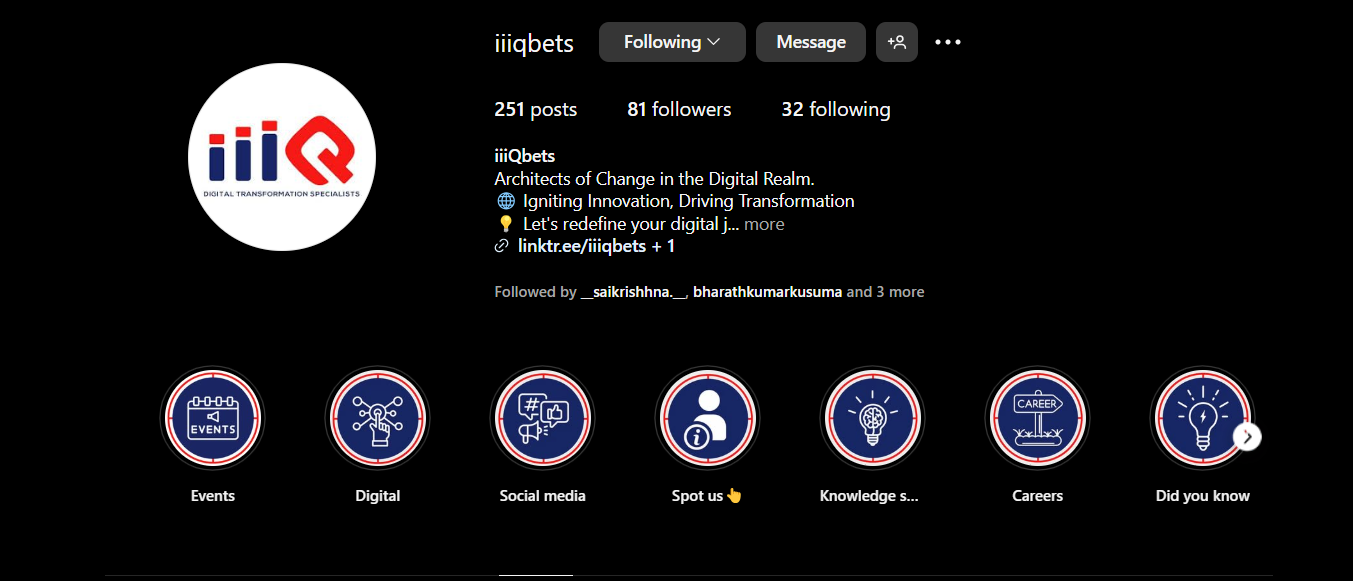 iiiqbets Following Message
251 posts 81 followers 32 following
iiiQ
DIGITAL TRANSFORMATION SPECIALISTS
iiiQbets
Architects of Change in the Digital Realm.
🌐 Igniting Innovation, Driving Transformation
💡 Let's redefine your digital j... more
linktr.ee/iiiqbets + 1
Followed by __saikrishhna.__, bharathkumarkusuma and 3 more
EVENTS
#
i
CAREER
Events Digital Social media Spot us 👆 Knowledge s... Careers Did you know